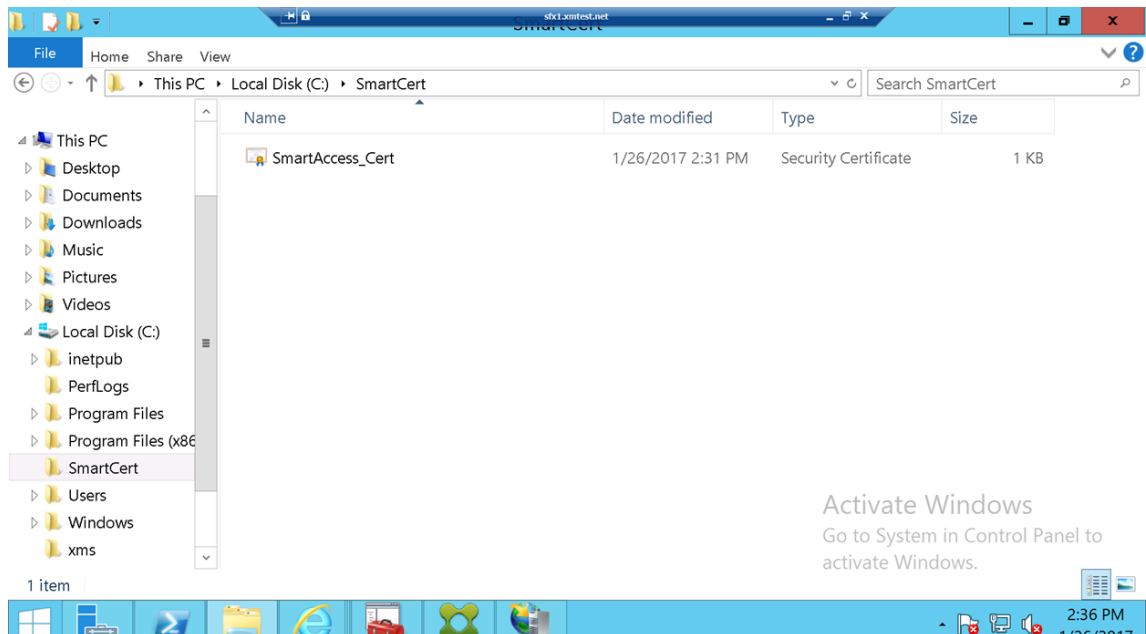 sfx1.xmtest.net
SmartCert
File Home Share View
This PC Local Disk (C:) SmartCert Search SmartCert
Name Date modified Type Size
SmartAccess_Cert 1/26/2017 2:31 PM Security Certificate 1 KB
This PC
Desktop
Documents
Downloads
Music
Pictures
Videos
Local Disk (C:)
inetpub
PerfLogs
Program Files
Program Files (x86
SmartCert
Users
Windows
xms
Activate Windows
Go to System in Control Panel to
activate Windows.
1 item
2:36 PM
1/26/2017